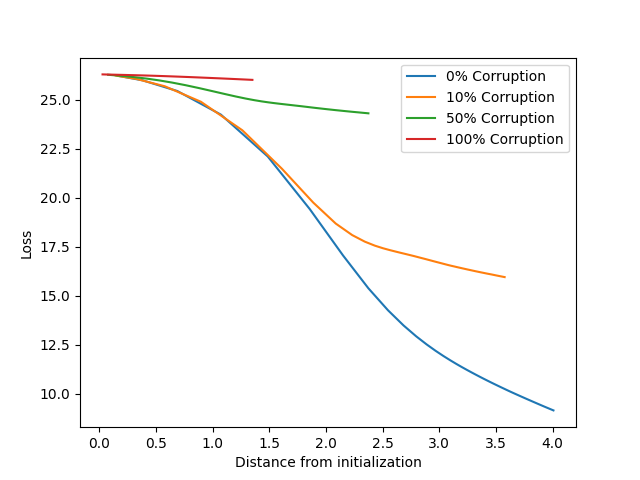 0% Corruption
10% Corruption
50% Corruption
100% Corruption
25.0
22.5
20.0
17.5
15.0
12.5
10.0
Loss
0.0 0.5 1.0 1.5 2.0 2.5 3.0 3.5 4.0
Distance from initialization